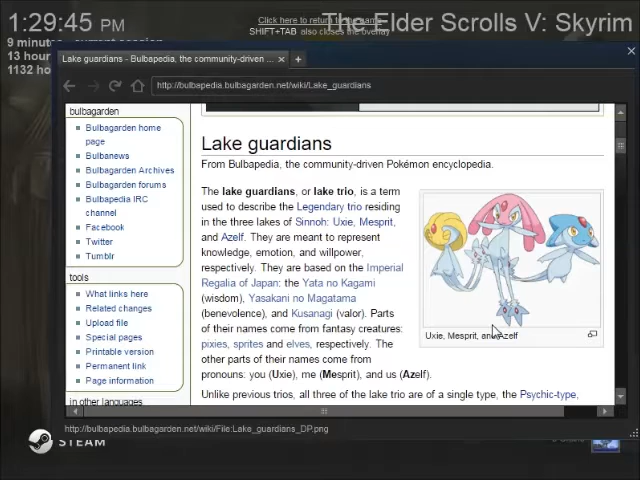 1:29:45 PM
Click here to return to the game
The Elder Scrolls V: Skyrim
SHIFT+TAB also closes the overlay
9 minutes current session
13 hour
1132 ho
Lake guardians - Bulbapedia, the community-driven ...
http://bulbapedia.bulbagarden.net/wiki/Lake_guardians
bulbagarden
Bulbagarden home
page
Bulbanews
Bulbagarden Archives
Bulbagarden forums
Bulbapedia IRC
channel
Facebook
Twitter
Tumblr
tools
What links here
Related changes
Upload file
Special pages
Printable version
Permanent link
Page information
in other languages
Lake guardians
From Bulbapedia, the community-driven Pokémon encyclopedia.
The lake guardians, or lake trio, is a term
used to describe the Legendary trio residing
in the three lakes of Sinnoh: Uxie, Mesprit,
and Azelf. They are meant to represent
knowledge, emotion, and willpower,
respectively. They are based on the Imperial
Regalia of Japan: the Yata no Kagami
(wisdom), Yasakani no Magatama
(benevolence), and Kusanagi (valor). Parts
of their names come from fantasy creatures:
pixies, sprites and elves, respectively. The
other parts of their names come from
pronouns: you (Uxie), me (Mesprit), and us (Azelf).
Unlike previous trios, all three of the lake trio are of a single type, the Psychic-type,
Uxie, Mesprit, and Azelf
http://bulbapedia.bulbagarden.net/wiki/File:Lake_guardians_DP.png
STEAM